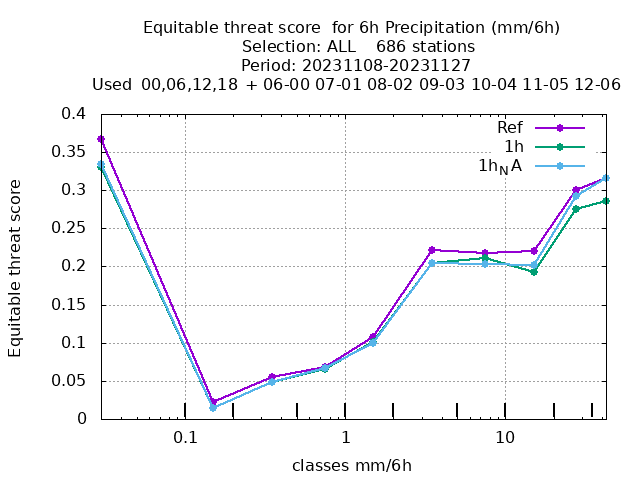 Equitable threat score  for 6h Precipitation (mm/6h)
Selection: ALL    686 stations
Period: 20231108-20231127
Used  00,06,12,18  + 06-00 07-01 08-02 09-03 10-04 11-05 12-06
Ref
1h
1hNA
0.4
0.35
0.3
0.25
0.2
0.15
0.1
0.05
0
Equitable threat score
0.1
1
10
classes mm/6h